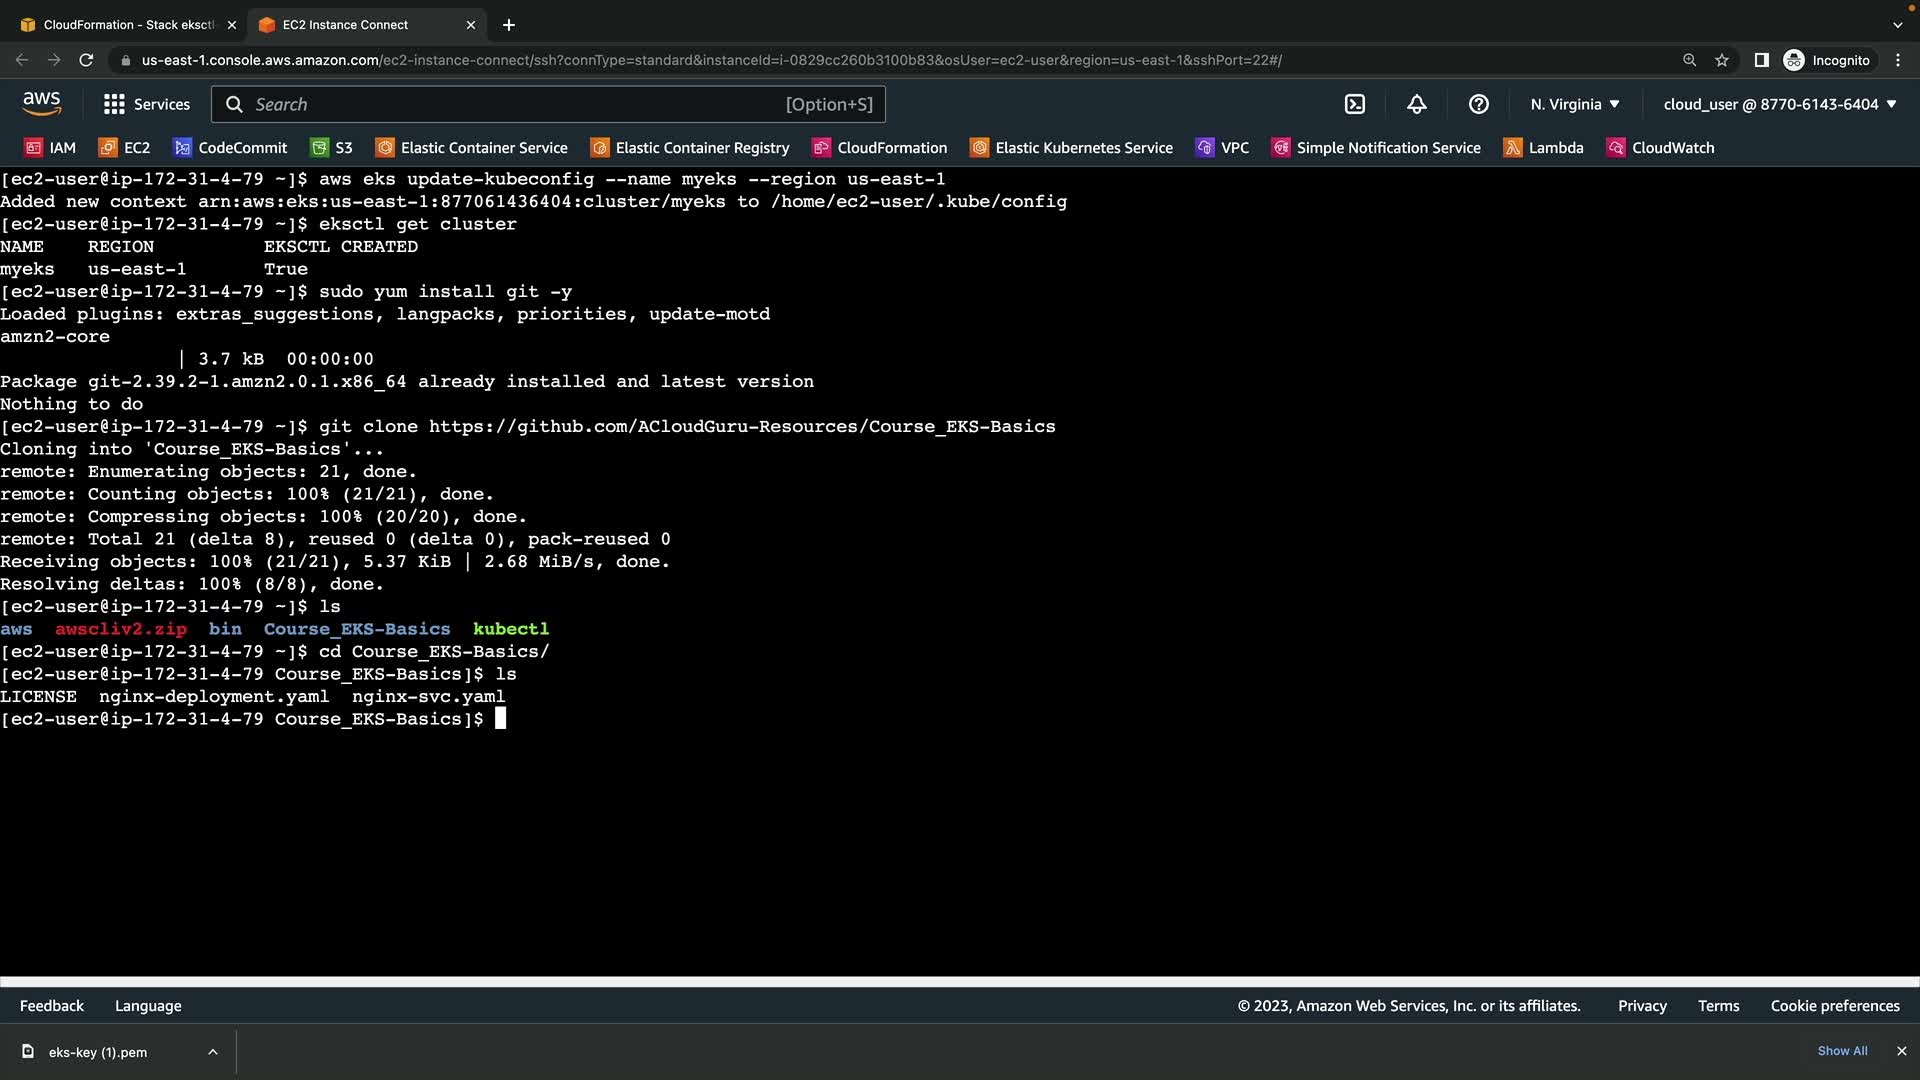 CloudFormation - Stack eksctl
EC2 Instance Connect
us-east-1.console.aws.amazon.com/ec2-instance-connect/ssh?connType=standard&instanceId=i-0829cc260b3100b83&osUser=ec2-user&region=us-east-1&sshPort=22#/
Incognito
aws
Services
Search
[Option+S]
N. Virginia
cloud_user @ 8770-6143-6404
IAM
EC2
CodeCommit
S3
Elastic Container Service
Elastic Container Registry
CloudFormation
Elastic Kubernetes Service
VPC
Simple Notification Service
Lambda
CloudWatch
[ec2-user@ip-172-31-4-79 ~]$ aws eks update-kubeconfig --name myeks --region us-east-1
Added new context arn:aws:eks:us-east-1:877061436404:cluster/myeks to /home/ec2-user/.kube/config
[ec2-user@ip-172-31-4-79 ~]$ eksctl get cluster
NAME    REGION          EKSCTL CREATED
myeks   us-east-1       True
[ec2-user@ip-172-31-4-79 ~]$ sudo yum install git -y
Loaded plugins: extras_suggestions, langpacks, priorities, update-motd
amzn2-core
| 3.7 kB  00:00:00
Package git-2.39.2-1.amzn2.0.1.x86_64 already installed and latest version
Nothing to do
[ec2-user@ip-172-31-4-79 ~]$ git clone https://github.com/ACloudGuru-Resources/Course_EKS-Basics
Cloning into 'Course_EKS-Basics'...
remote: Enumerating objects: 21, done.
remote: Counting objects: 100% (21/21), done.
remote: Compressing objects: 100% (20/20), done.
remote: Total 21 (delta 8), reused 0 (delta 0), pack-reused 0
Receiving objects: 100% (21/21), 5.37 KiB | 2.68 MiB/s, done.
Resolving deltas: 100% (8/8), done.
[ec2-user@ip-172-31-4-79 ~]$ ls
aws  awscliv2.zip  bin  Course_EKS-Basics  kubectl
[ec2-user@ip-172-31-4-79 ~]$ cd Course_EKS-Basics/
[ec2-user@ip-172-31-4-79 Course_EKS-Basics]$ ls
LICENSE  nginx-deployment.yaml  nginx-svc.yaml
[ec2-user@ip-172-31-4-79 Course_EKS-Basics]$
Feedback
Language
© 2023, Amazon Web Services, Inc. or its affiliates.
Privacy
Terms
Cookie preferences
eks-key (1).pem
Show All